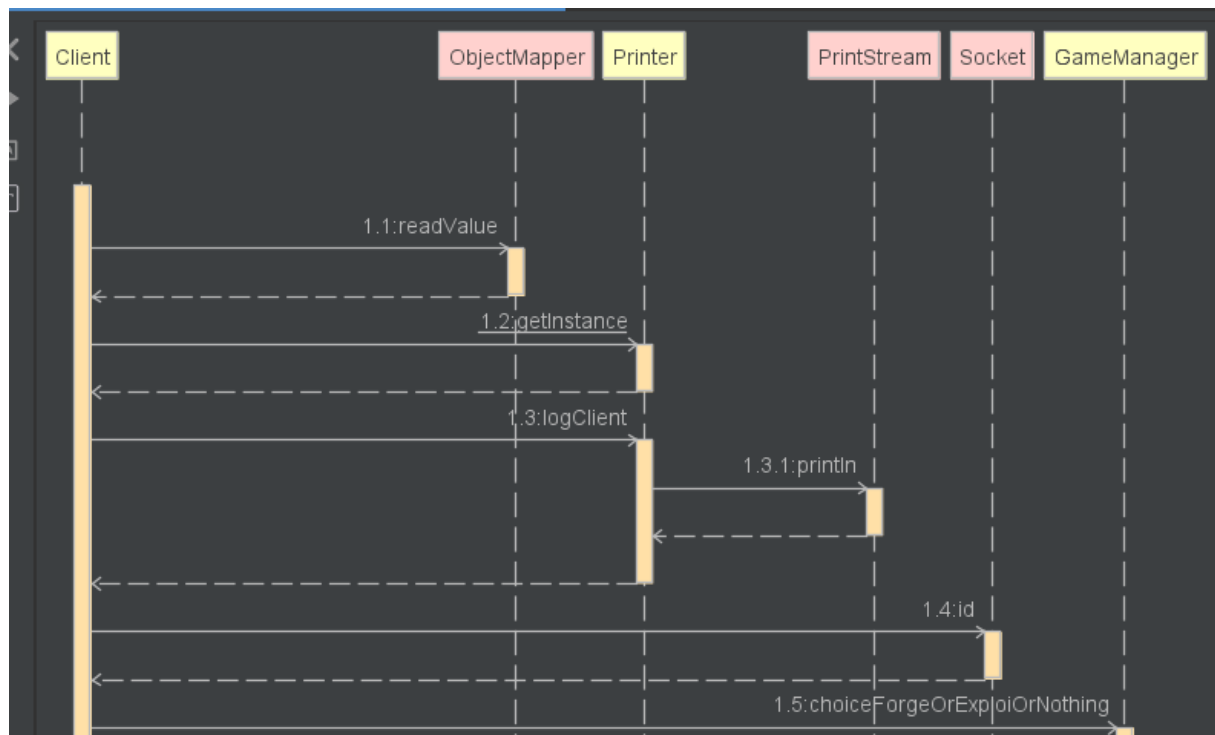 Client
ObjectMapper
Printer
PrintStream
Socket
GameManager
1.1:readValue
1.2:getInstance
1.3:logClient
1.3.1:println
1.4:id
1.5:choiceForgeOrExploiOrNothing